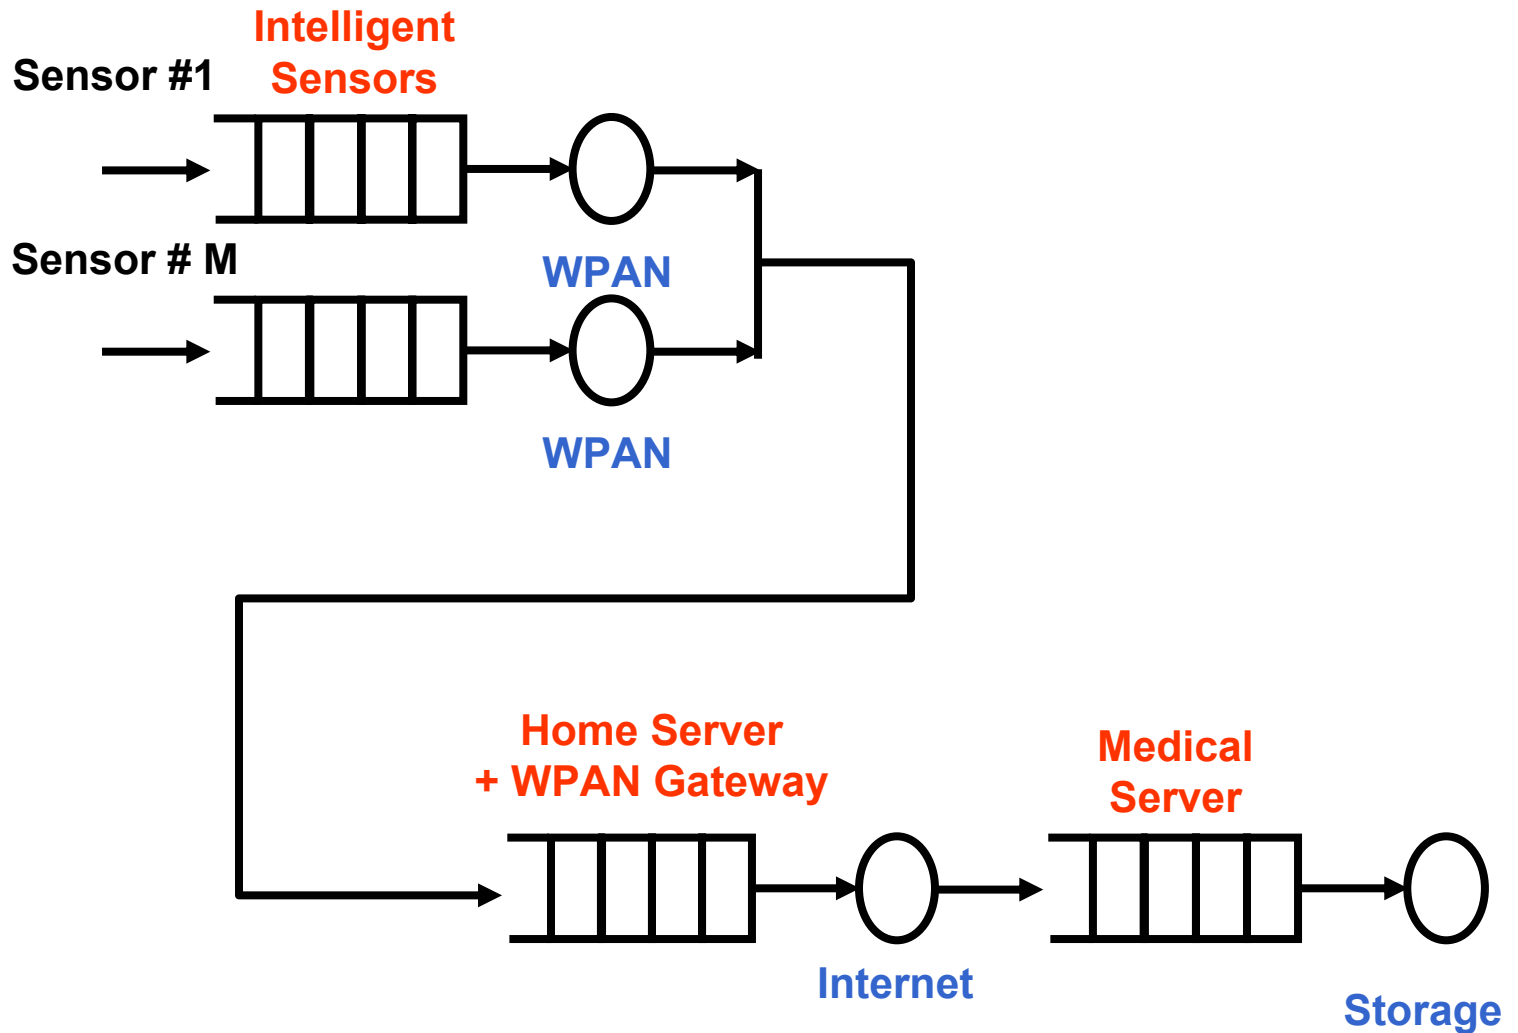 Intelligent
Sensors
Sensor #1
Sensor # M
WPAN
WPAN
Home Server
+ WPAN Gateway
Medical
Server
Internet
Storage